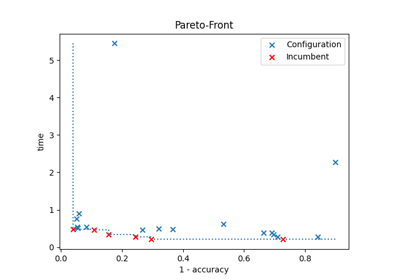 Pareto-Front
Configuration
Incumbent
time
5
4
3
2
1
0
0.0 0.2 0.4 0.6 0.8
1 - accuracy